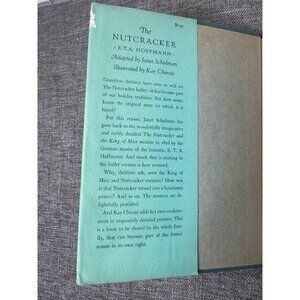 $7.95
The
NUTCRACKER
• E.T.A. HOFFMANN •
Adapted by Janet Schulman
Illustrated by Kay Chorao
Countless children have seen or will see
The Nutcracker ballet—it has become part
of our holiday tradition. But how many
know the original story on which it is
based?
For this reason, Janet Schulman has
gone back to the wonderfully imaginative
and richly detailed The Nutcracker and
the King of Mice written in 1816 by the
German master of the fantastic, E. T. A.
Hoffmann. And much that is missing in
the ballet version is here restored.
Why, children ask, were the King of
Mice and Nutcracker enemies? How was
it that Nutcracker turned into a handsome
prince? And so on. The answers are de-
lightfully provided.
And Kay Chorao adds her own enchant-
ment in exquisitely detailed pictures. This
is a book to be shared by the whole fam-
ily, that can become part of the festive
season in its own right.